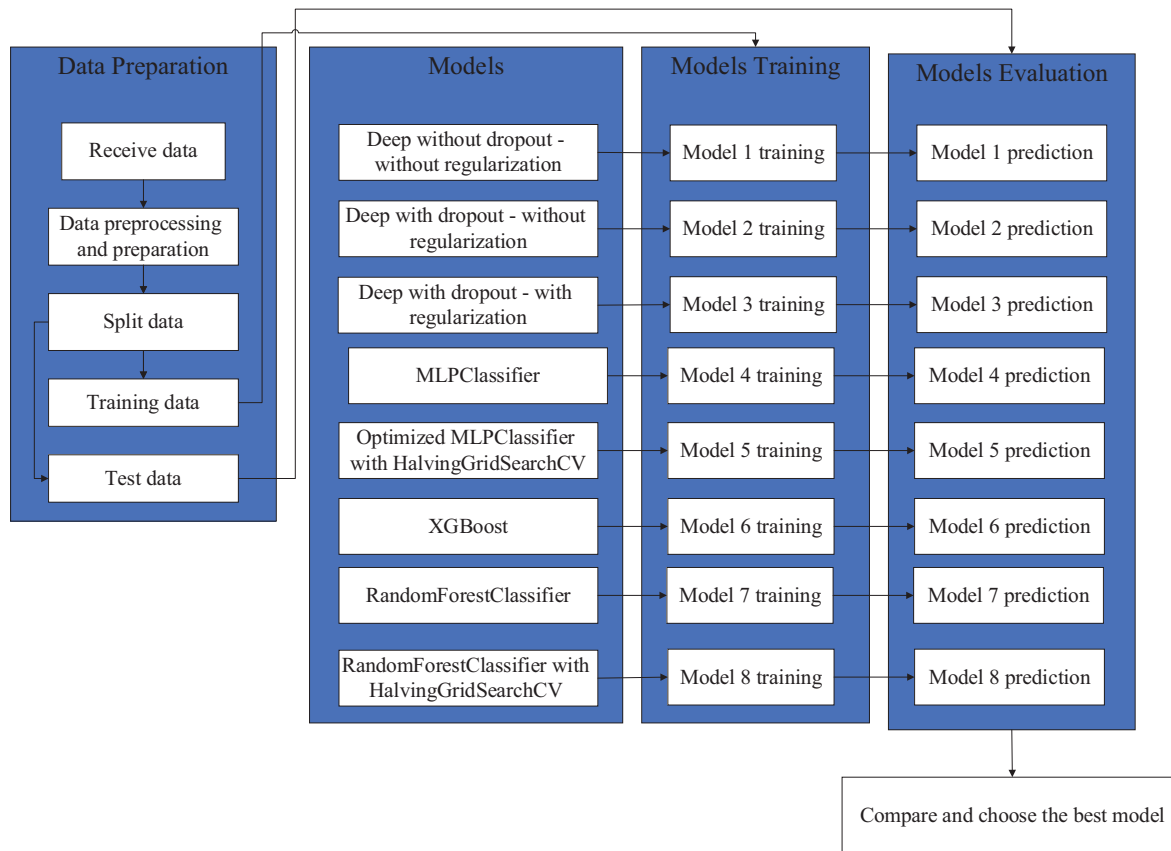 Data Preparation
Receive data
Data preprocessing
and preparation
Split data
Training data
Test data
Models
Deep without dropout -
without regularization
Deep with dropout - without
regularization
Deep with dropout - with
regularization
MLPClassifier
Optimized MLPClassifier
with HalvingGridSearchCV
XGBoost
RandomForestClassifier
RandomForestClassifier with
HalvingGridSearchCV
Models Training
Model 1 training
Model 2 training
Model 3 training
Model 4 training
Model 5 training
Model 6 training
Model 7 training
Model 8 training
Models Evaluation
Model 1 prediction
Model 2 prediction
Model 3 prediction
Model 4 prediction
Model 5 prediction
Model 6 prediction
Model 7 prediction
Model 8 prediction
Compare and choose the best model